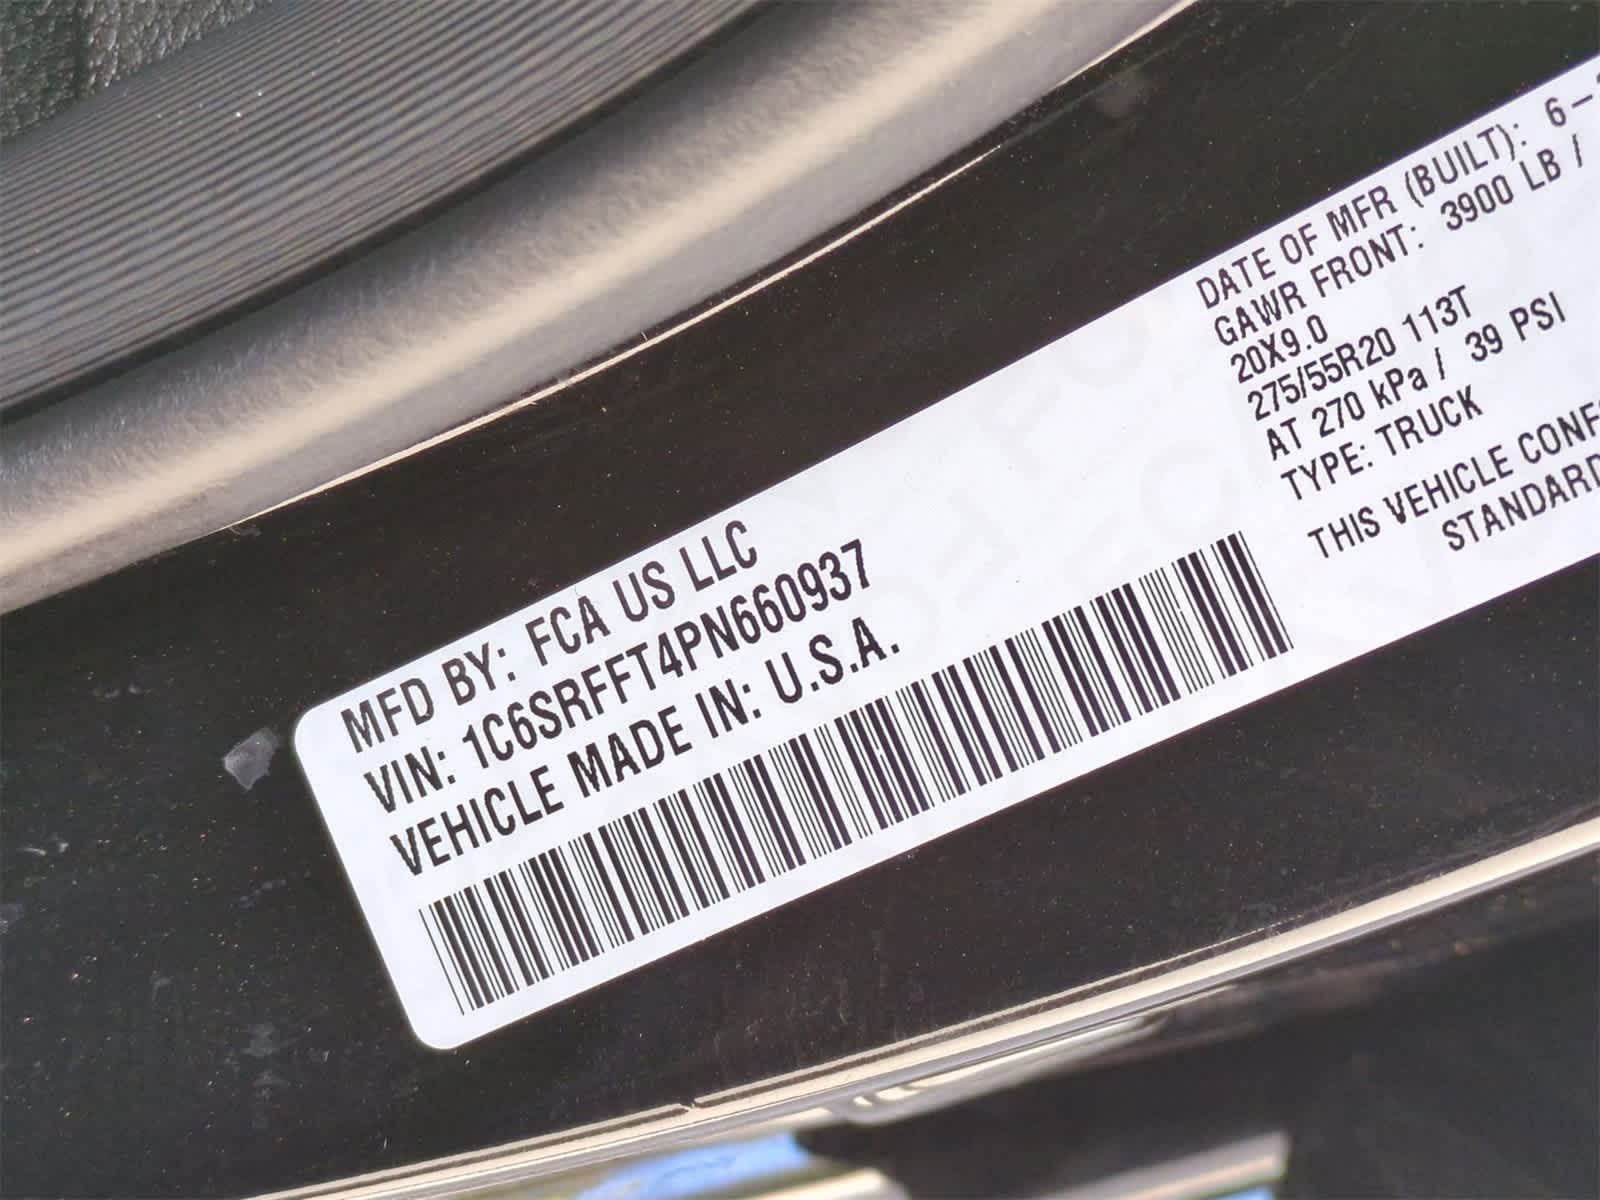 MFD BY: FCA US LLC
VIN: 1C6SRFFT4PN660937
VEHICLE MADE IN: U.S.A.
DATE OF MFR (BUILT): 6-
GAWR FRONT: 3900 LB /
20X9.0
275/55R20 113T
AT 270 kPa / 39 PSI
TYPE: TRUCK
THIS VEHICLE CONF
STANDARD